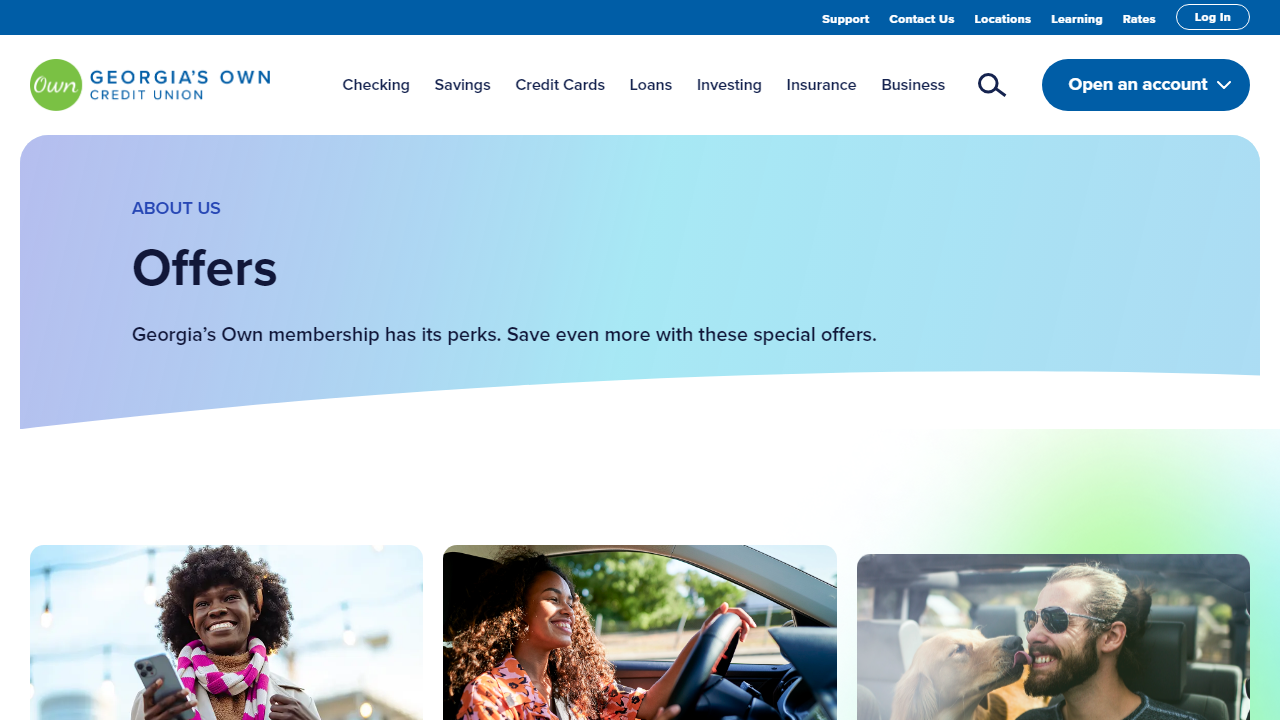 Support Contact Us Locations Learning Rates Log In
Own GEORGIA'S OWN
CREDIT UNION
Checking Savings Credit Cards Loans Investing Insurance Business Open an account
ABOUT US
Offers
Georgia’s Own membership has its perks. Save even more with these special offers.